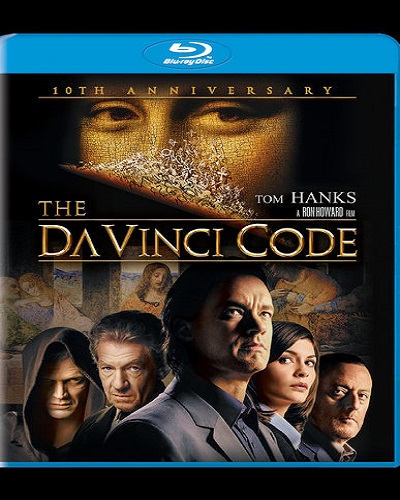 Blu-ray Disc
10TH ANNIVERSARY
TOM HANKS
A RON HOWARD FILM
THE
DA VINCI CODE